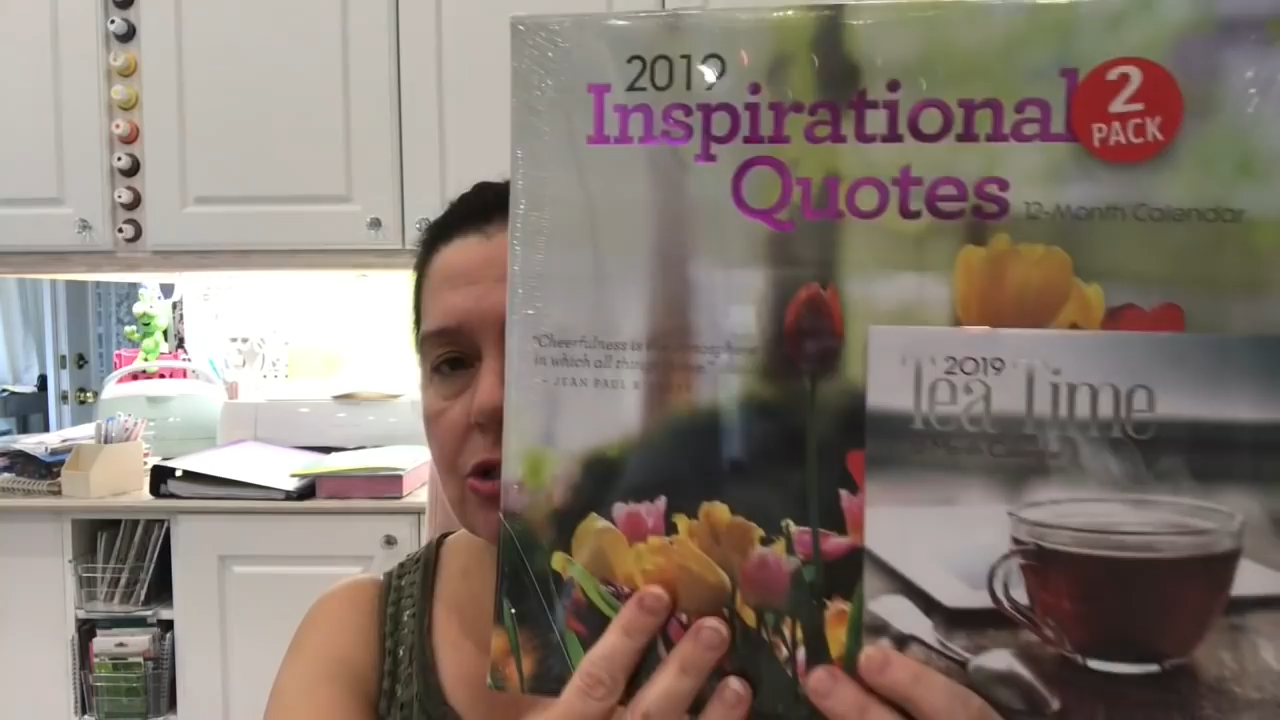 2019
Inspirational
Quotes
12-Month Calendar
2
PACK
"Cheerfulness is
in which all things
— JEAN PAUL
2019
Tea Time